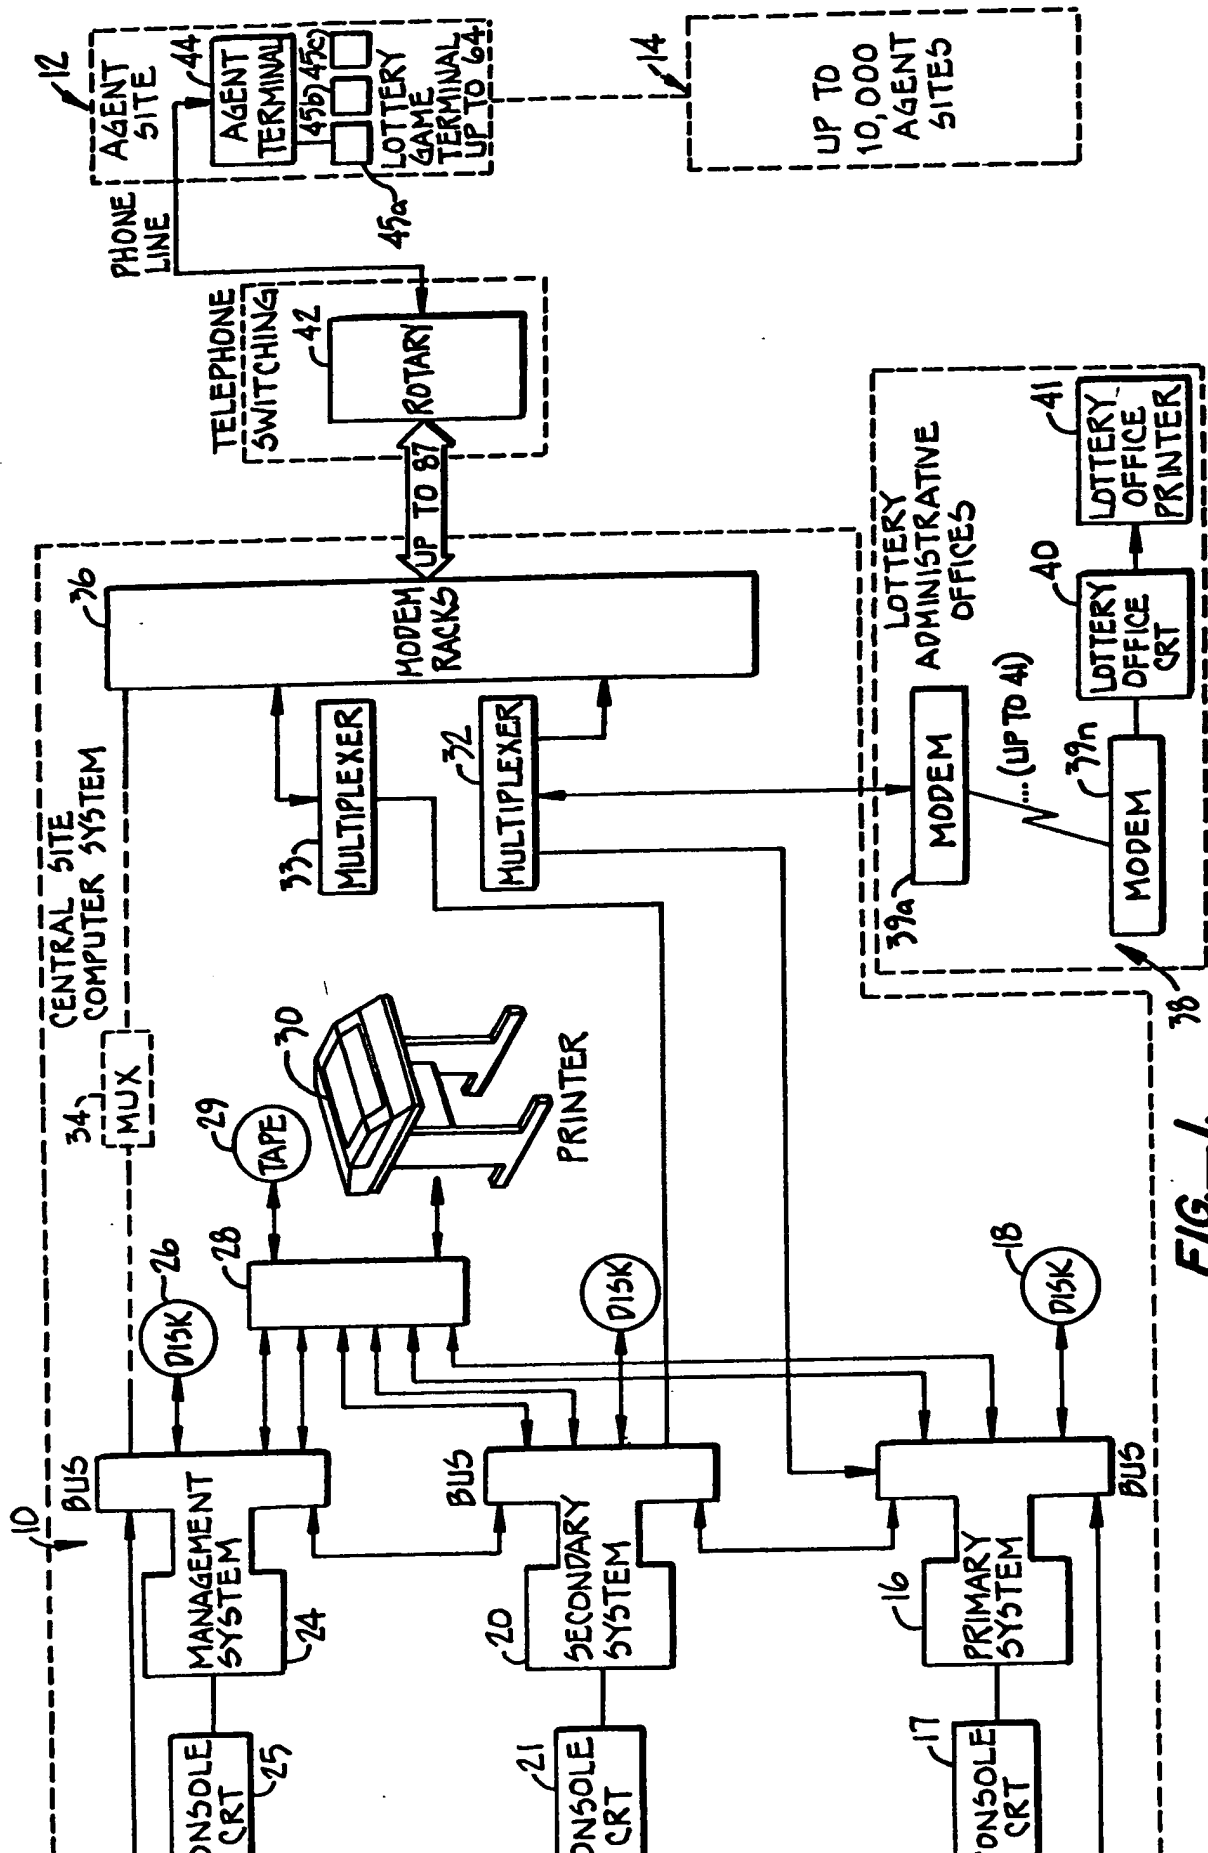 10
CENTRAL SITE
COMPUTER SYSTEM
34
MUX
36
MODEM
RACKS
BUS
MANAGEMENT
SYSTEM
24
ONSOLE
CRT
25
DISK
26
28
TAPE
29
30
PRINTER
33
MULTIPLEXER
32
MULTIPLEXER
BUS
SECONDARY
SYSTEM
20
ONSOLE
CRT
21
DISK
BUS
PRIMARY
SYSTEM
16
CONSOLE
CRT
17
DISK
18
UP TO 87
TELEPHONE
SWITCHING
42
ROTARY
PHONE
LINE
12
AGENT
SITE
44
AGENT
TERMINAL
45b
45c
45a
LOTTERY
GAME
TERMINAL
UP TO 64
14
UP TO
10,000
AGENT
SITES
LOTTERY
ADMINISTRATIVE
OFFICES
MODEM
39a
...(UP TO 41)
MODEM
39n
38
LOTTERY
OFFICE
CRT
40
LOTTERY
OFFICE
PRINTER
41
FIG. 1